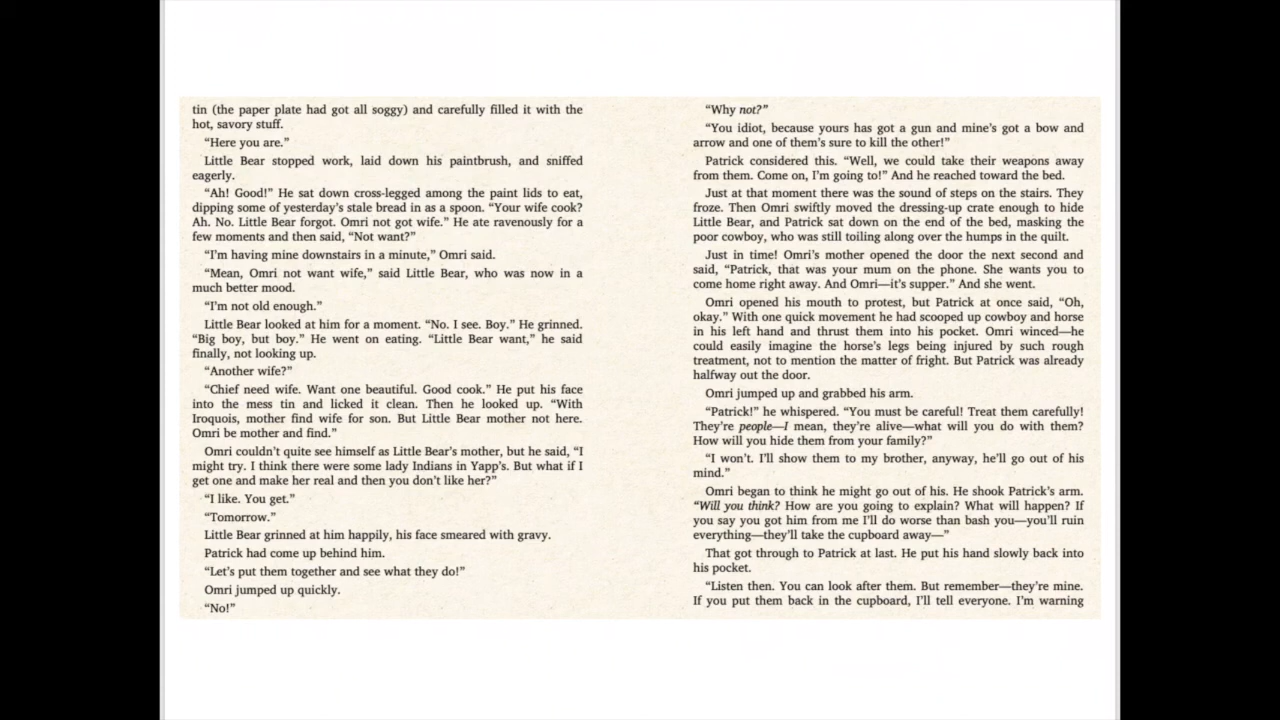 tin (the paper plate had got all soggy) and carefully filled it with the
hot, savory stuff.
“Here you are.”
Little Bear stopped work, laid down his paintbrush, and sniffed
eagerly.
“Ah! Good!” He sat down cross-legged among the paint lids to eat,
dipping some of yesterday’s stale bread in as a spoon. “Your wife cook?
Ah. No. Little Bear forgot. Omri not got wife.” He ate ravenously for a
few moments and then said, “Not want?”
“I’m having mine downstairs in a minute,” Omri said.
“Mean, Omri not want wife,” said Little Bear, who was now in a
much better mood.
“I’m not old enough.”
Little Bear looked at him for a moment. “No. I see. Boy.” He grinned.
“Big boy, but boy.” He went on eating. “Little Bear want,” he said
finally, not looking up.
“Another wife?”
“Chief need wife. Want one beautiful. Good cook.” He put his face
into the mess tin and licked it clean. Then he looked up. “With
Iroquois, mother find wife for son. But Little Bear mother not here.
Omri be mother and find.”
Omri couldn’t quite see himself as Little Bear’s mother, but he said, “I
might try. I think there were some lady Indians in Yapp’s. But what if I
get one and make her real and then you don’t like her?”
“I like. You get.”
“Tomorrow.”
Little Bear grinned at him happily, his face smeared with gravy.
Patrick had come up behind him.
“Let’s put them together and see what they do!”
Omri jumped up quickly.
“No!”
“Why not?”
“You idiot, because yours has got a gun and mine’s got a bow and
arrow and one of them’s sure to kill the other!”
Patrick considered this. “Well, we could take their weapons away
from them. Come on, I’m going to!” And he reached toward the bed.
Just at that moment there was the sound of steps on the stairs. They
froze. Then Omri swiftly moved the dressing-up crate enough to hide
Little Bear, and Patrick sat down on the end of the bed, masking the
poor cowboy, who was still toiling along over the humps in the quilt.
Just in time! Omri’s mother opened the door the next second and
said, “Patrick, that was your mum on the phone. She wants you to
come home right away. And Omri—it’s supper.” And she went.
Omri opened his mouth to protest, but Patrick at once said, “Oh,
okay.” With one quick movement he had scooped up cowboy and horse
in his left hand and thrust them into his pocket. Omri winced—he
could easily imagine the horse’s legs being injured by such rough
treatment, not to mention the matter of fright. But Patrick was already
halfway out the door.
Omri jumped up and grabbed his arm.
“Patrick!” he whispered. “You must be careful! Treat them carefully!
They’re people—I mean, they’re alive—what will you do with them?
How will you hide them from your family?”
“I won’t. I’ll show them to my brother, anyway, he’ll go out of his
mind.”
Omri began to think he might go out of his. He shook Patrick’s arm.
“Will you think? How are you going to explain? What will happen? If
you say you got him from me I’ll do worse than bash you—you’ll ruin
everything—they’ll take the cupboard away—”
That got through to Patrick at last. He put his hand slowly back into
his pocket.
“Listen then. You can look after them. But remember—they’re mine.
If you put them back in the cupboard, I’ll tell everyone. I’m warning